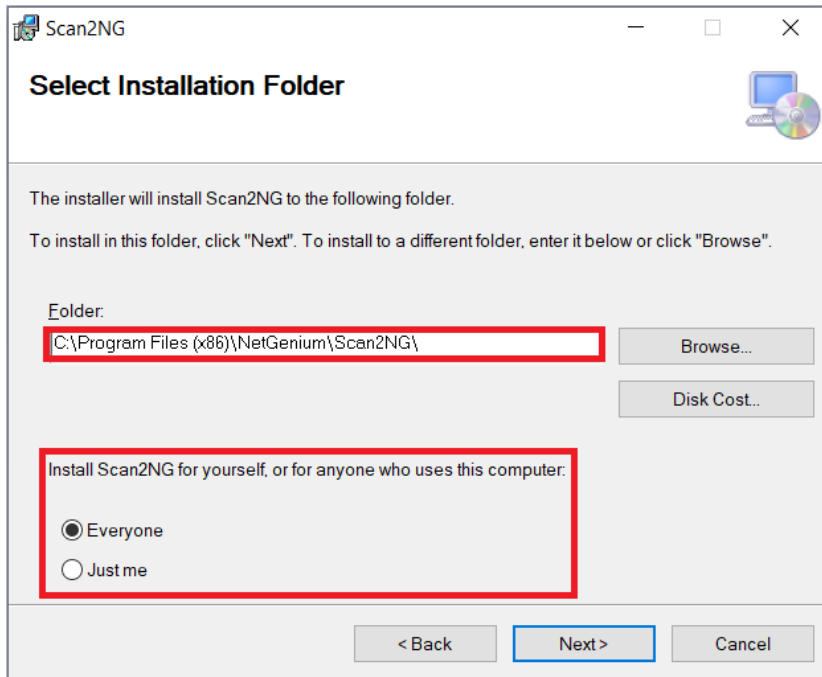 Scan2NG
Select Installation Folder
The installer will install Scan2NG to the following folder.
To install in this folder, click "Next". To install to a different folder, enter it below or click "Browse".
Folder:
C:\Program Files (x86)\NetGenium\Scan2NG\
Browse...
Disk Cost...
Install Scan2NG for yourself, or for anyone who uses this computer:
Everyone
Just me
< Back Next > Cancel